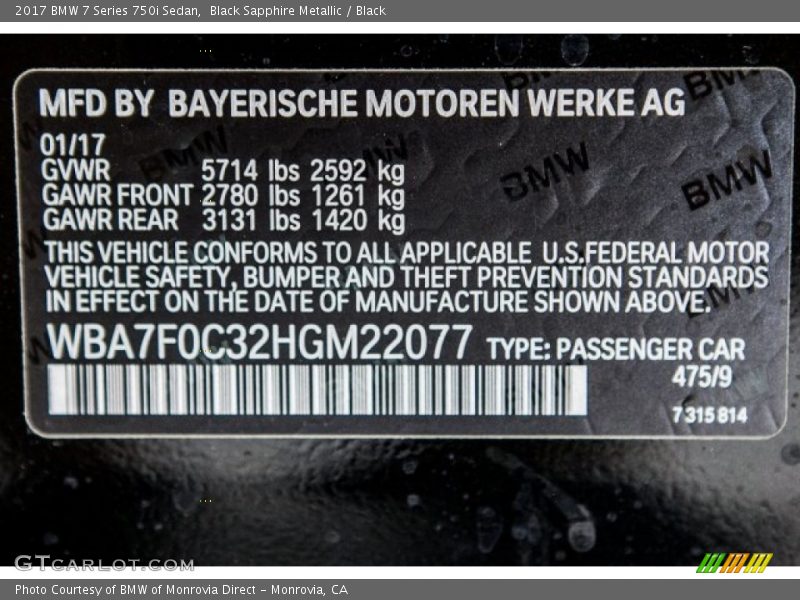 2017 BMW 7 Series 750i Sedan,  Black Sapphire Metallic / Black
MFD BY BAYERISCHE MOTOREN WERKE AG
01/17
GVWR 5714 lbs 2592 kg
GAWR FRONT 2780 lbs 1261 kg
GAWR REAR 3131 lbs 1420 kg
THIS VEHICLE CONFORMS TO ALL APPLICABLE U.S.FEDERAL MOTOR
VEHICLE SAFETY, BUMPER AND THEFT PREVENTION STANDARDS
IN EFFECT ON THE DATE OF MANUFACTURE SHOWN ABOVE.
WBA7F0C32HGM22077 TYPE: PASSENGER CAR
475/9
7315814
BMW
BMW
BMW
BMW
GTCARLOT.COM
Photo Courtesy of BMW of Monrovia Direct - Monrovia, CA